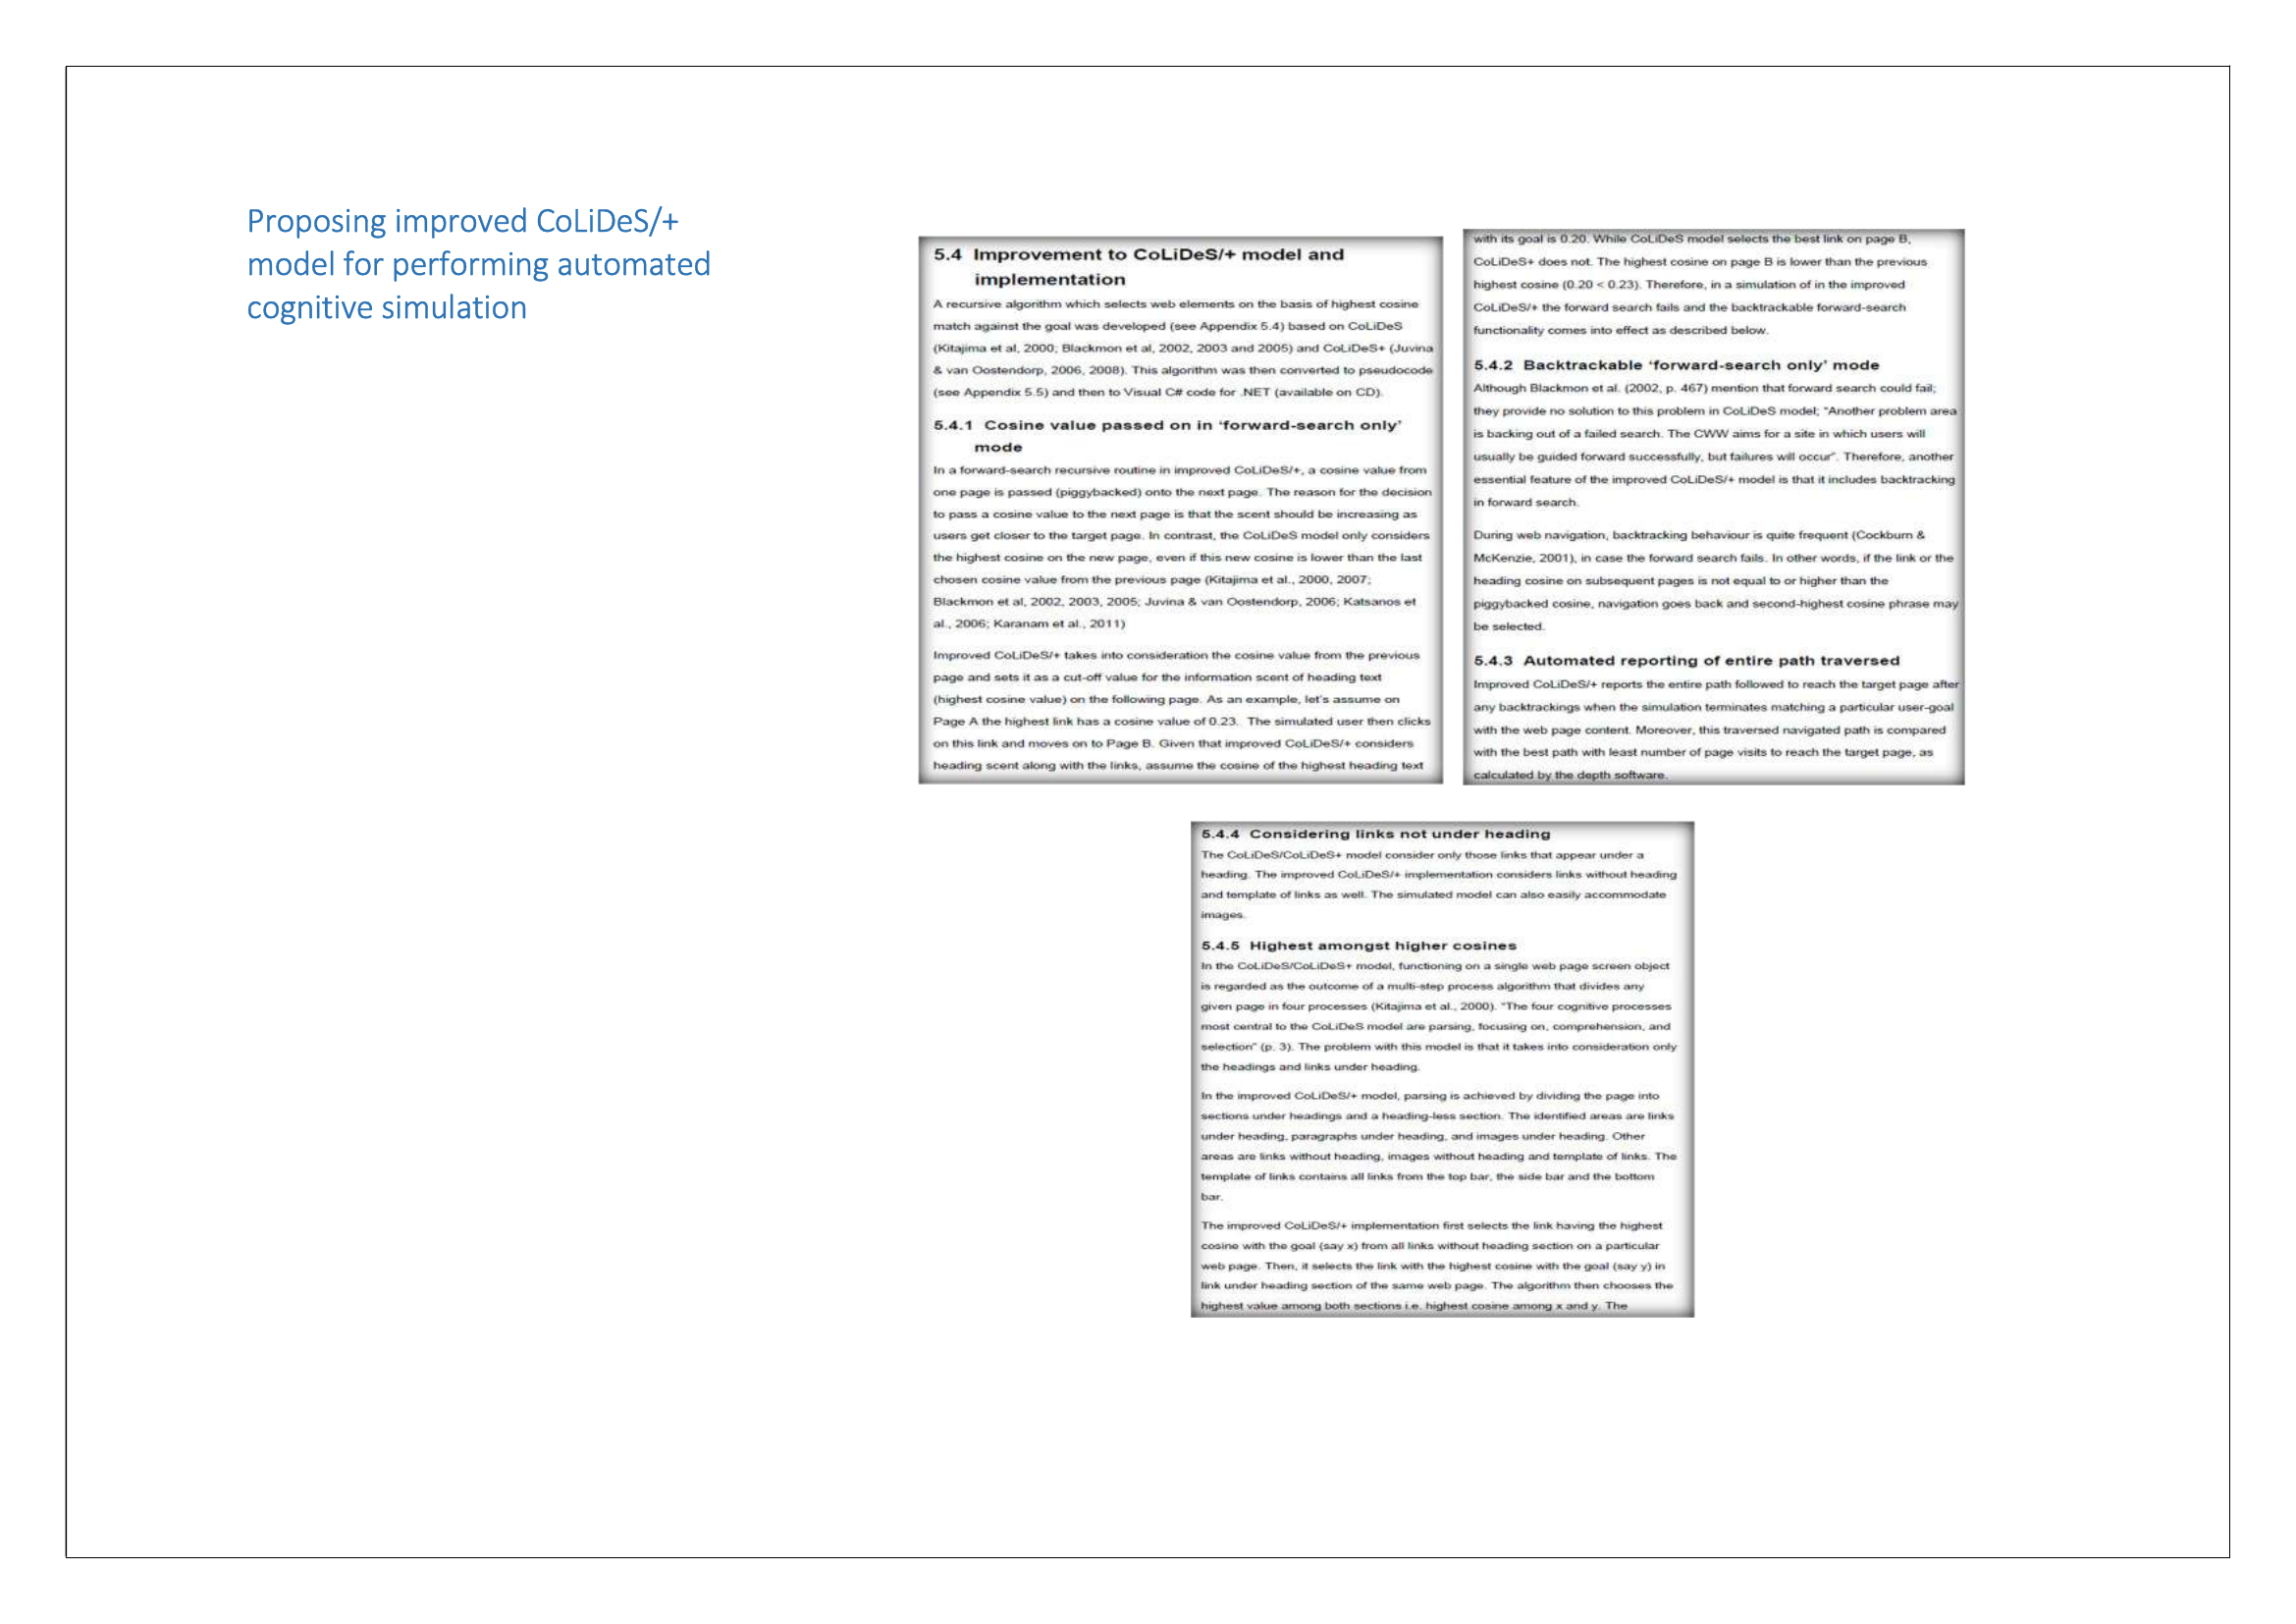 Proposing improved CoLiDeS/+
model for performing automated
cognitive simulation
5.4 Improvement to CoLiDeS/+ model and
implementation
A recursive algorithm which selects web elements on the basis of highest cosine
match against the goal was developed (see Appendix 5.4) based on CoLiDeS
(Kitajima et al, 2000; Blackmon et al, 2002, 2003 and 2005) and CoLiDeS+ (Juvina
& van Oostendorp, 2006, 2008). This algorithm was then converted to pseudocode
(see Appendix 5.5) and then to Visual C# code for .NET (available on CD).
5.4.1 Cosine value passed on in ‘forward-search only’
mode
In a forward-search recursive routine in improved CoLiDeS/+, a cosine value from
one page is passed (piggybacked) onto the next page. The reason for the decision
to pass a cosine value to the next page is that the scent should be increasing as
users get closer to the target page. In contrast, the CoLiDeS model only considers
the highest cosine on the new page, even if this new cosine is lower than the last
chosen cosine value from the previous page (Kitajima et al., 2000, 2007;
Blackmon et al, 2002, 2003, 2005; Juvina & van Oostendorp, 2006; Katsanos et
al., 2006; Karanam et al., 2011)
Improved CoLiDeS/+ takes into consideration the cosine value from the previous
page and sets it as a cut-off value for the information scent of heading text
(highest cosine value) on the following page. As an example, let's assume on
Page A the highest link has a cosine value of 0.23. The simulated user then clicks
on this link and moves on to Page B. Given that improved CoLiDeS/+ considers
heading scent along with the links, assume the cosine of the highest heading text
with its goal is 0.20. While CoLiDeS model selects the best link on page B,
CoLiDeS+ does not. The highest cosine on page B is lower than the previous
highest cosine (0.20 < 0.23). Therefore, in a simulation of in the improved
CoLiDeS/+ the forward search fails and the backtrackable forward-search
functionality comes into effect as described below.
5.4.2 Backtrackable ‘forward-search only’ mode
Although Blackmon et al. (2002, p. 467) mention that forward search could fail;
they provide no solution to this problem in CoLiDeS model; "Another problem area
is backing out of a failed search. The CWW aims for a site in which users will
usually be guided forward successfully, but failures will occur". Therefore, another
essential feature of the improved CoLiDeS/+ model is that it includes backtracking
in forward search.
During web navigation, backtracking behaviour is quite frequent (Cockburn &
McKenzie, 2001), in case the forward search fails. In other words, if the link or the
heading cosine on subsequent pages is not equal to or higher than the
piggybacked cosine, navigation goes back and second-highest cosine phrase may
be selected.
5.4.3 Automated reporting of entire path traversed
Improved CoLiDeS/+ reports the entire path followed to reach the target page after
any backtrackings when the simulation terminates matching a particular user-goal
with the web page content. Moreover, this traversed navigated path is compared
with the best path with least number of page visits to reach the target page, as
calculated by the depth software.
5.4.4 Considering links not under heading
The CoLiDeS/CoLiDeS+ model consider only those links that appear under a
heading. The improved CoLiDeS/+ implementation considers links without heading
and template of links as well. The simulated model can also easily accommodate
images.
5.4.5 Highest amongst higher cosines
In the CoLiDeS/CoLiDeS+ model, functioning on a single web page screen object
is regarded as the outcome of a multi-step process algorithm that divides any
given page in four processes (Kitajima et al., 2000). "The four cognitive processes
most central to the CoLiDeS model are parsing, focusing on, comprehension, and
selection" (p. 3). The problem with this model is that it takes into consideration only
the headings and links under heading.
In the improved CoLiDeS/+ model, parsing is achieved by dividing the page into
sections under headings and a heading-less section. The identified areas are links
under heading, paragraphs under heading, and images under heading. Other
areas are links without heading, images without heading and template of links. The
template of links contains all links from the top bar, the side bar and the bottom
bar.
The improved CoLiDeS/+ implementation first selects the link having the highest
cosine with the goal (say x) from all links without heading section on a particular
web page. Then, it selects the link with the highest cosine with the goal (say y) in
link under heading section of the same web page. The algorithm then chooses the
highest value among both sections i.e. highest cosine among x and y. The